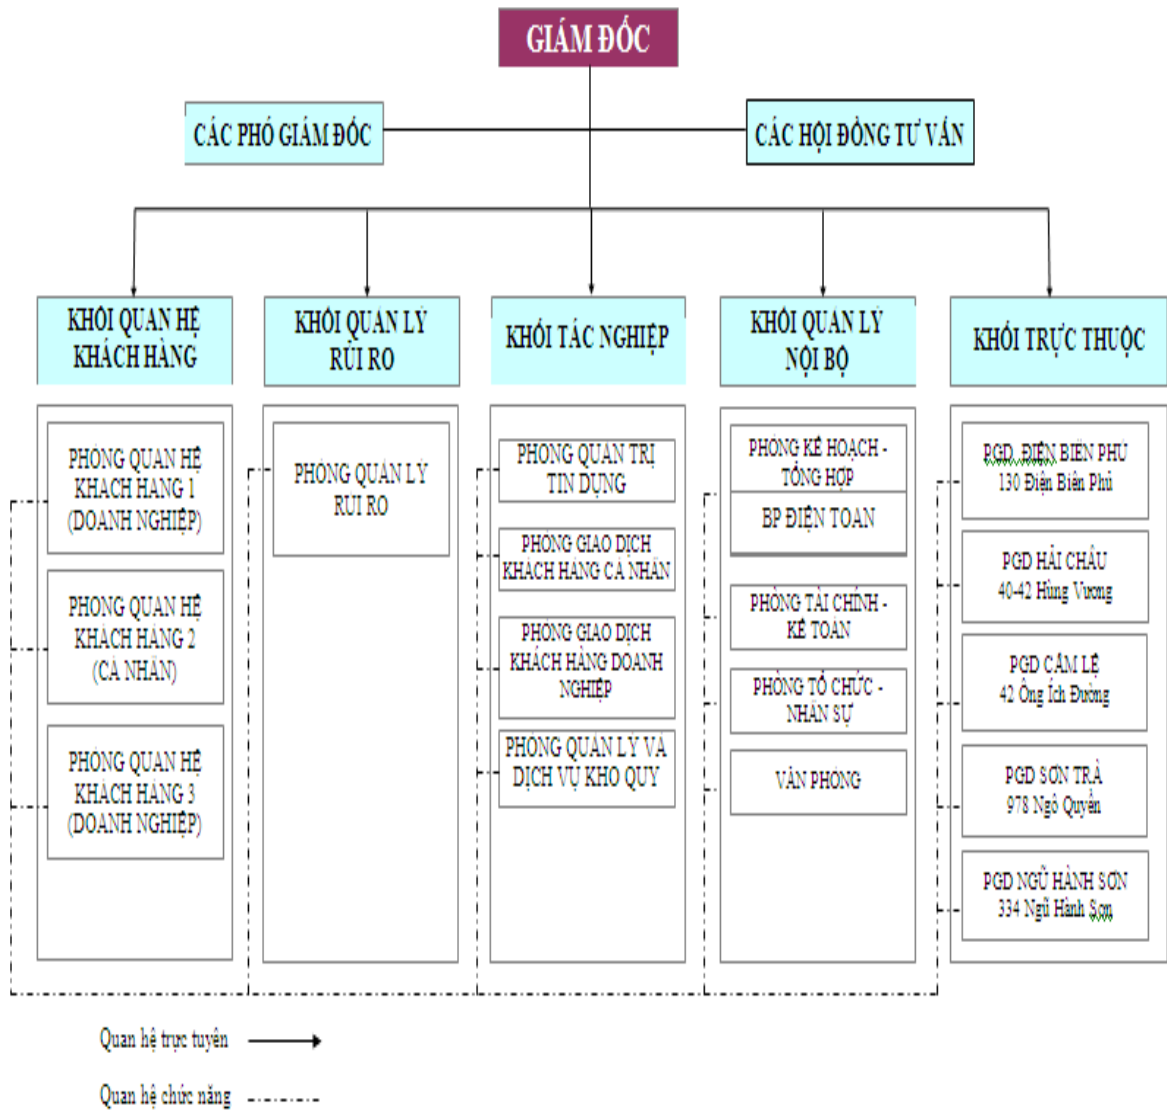 GIÁM ĐỐC
CÁC PHÓ GIÁM ĐỐC
CÁC HỘI ĐỒNG TƯ VẤN
KHỐI QUAN HỆ
KHÁCH HÀNG
KHỐI QUẢN LÝ
RỦI RO
KHỐI TÁC NGHIỆP
KHỐI QUẢN LÝ
NỘI BỘ
KHỐI TRỰC THUỘC
PHÒNG QUAN HỆ
KHÁCH HÀNG 1
(DOANH NGHIỆP)
PHÒNG QUAN HỆ
KHÁCH HÀNG 2
(CÁ NHÂN)
PHÒNG QUAN HỆ
KHÁCH HÀNG 3
(DOANH NGHIỆP)
PHÒNG QUẢN LÝ
RỦI RO
PHÒNG QUẢN TRỊ
TÍN DỤNG
PHÒNG GIAO DỊCH
KHÁCH HÀNG CÁ NHÂN
PHÒNG GIAO DỊCH
KHÁCH HÀNG DOANH
NGHIỆP
PHÒNG QUẢN LÝ VÀ
DỊCH VỤ KHO QUỸ
PHÒNG KẾ HOẠCH -
TỔNG HỢP
BP ĐIỆN TOÁN
PHÒNG TÀI CHÍNH -
KẾ TOÁN
PHÒNG TỔ CHỨC -
NHÂN SỰ
VĂN PHÒNG
PGD ĐIỆN BIÊN PHỦ
130 Điện Biên Phủ
PGD HẢI CHÂU
40-42 Hùng Vương
PGD CẨM LỆ
42 Ông Ích Đường
PGD SƠN TRÀ
978 Ngô Quyền
PGD NGŨ HÀNH SƠN
334 Ngũ Hành Sơn
Quan hệ trực tuyến
Quan hệ chức năng